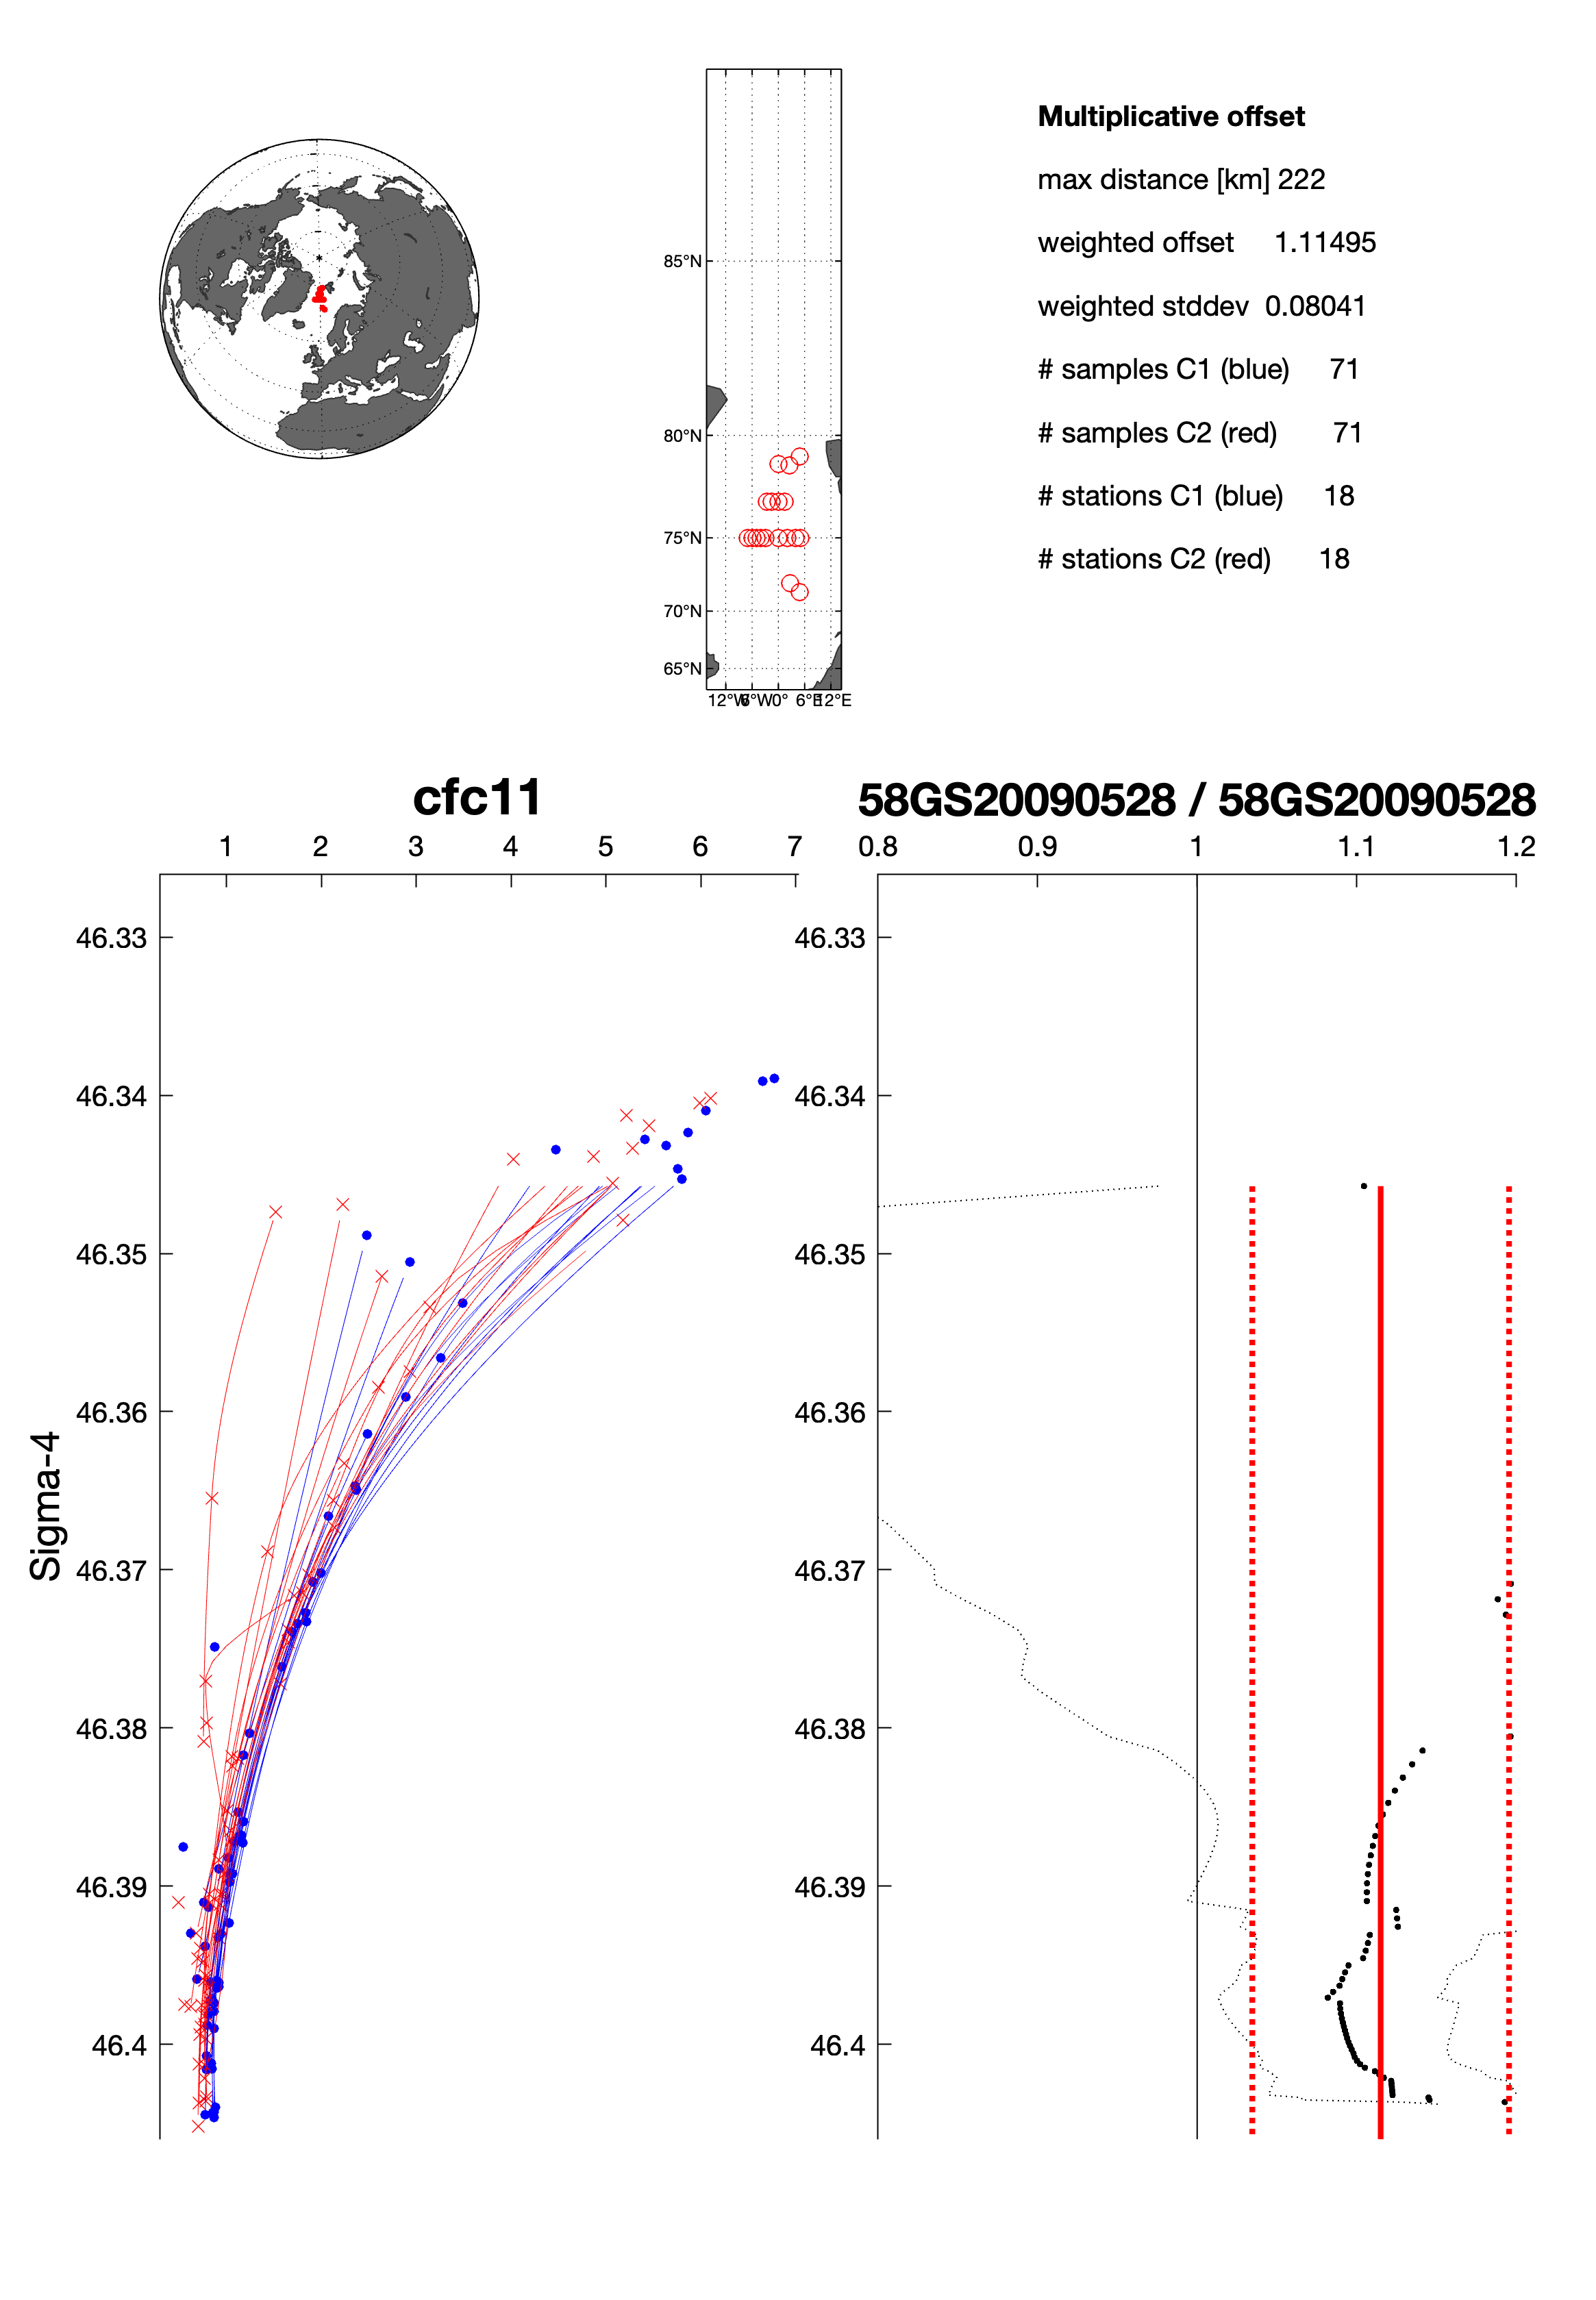 Multiplicative offset
max distance [km] 222
weighted offset 1.11495
weighted stddev 0.08041
# samples C1 (blue) 71
# samples C2 (red) 71
# stations C1 (blue) 18
# stations C2 (red) 18
85°N
80°N
75°N
70°N
65°N
12°W 6°W 0° 6°E 12°E
cfc11
1 2 3 4 5 6 7
46.33
46.34
46.35
46.36
46.37
46.38
46.39
46.4
Sigma-4
58GS20090528 / 58GS20090528
0.8 0.9 1 1.1 1.2
46.33
46.34
46.35
46.36
46.37
46.38
46.39
46.4